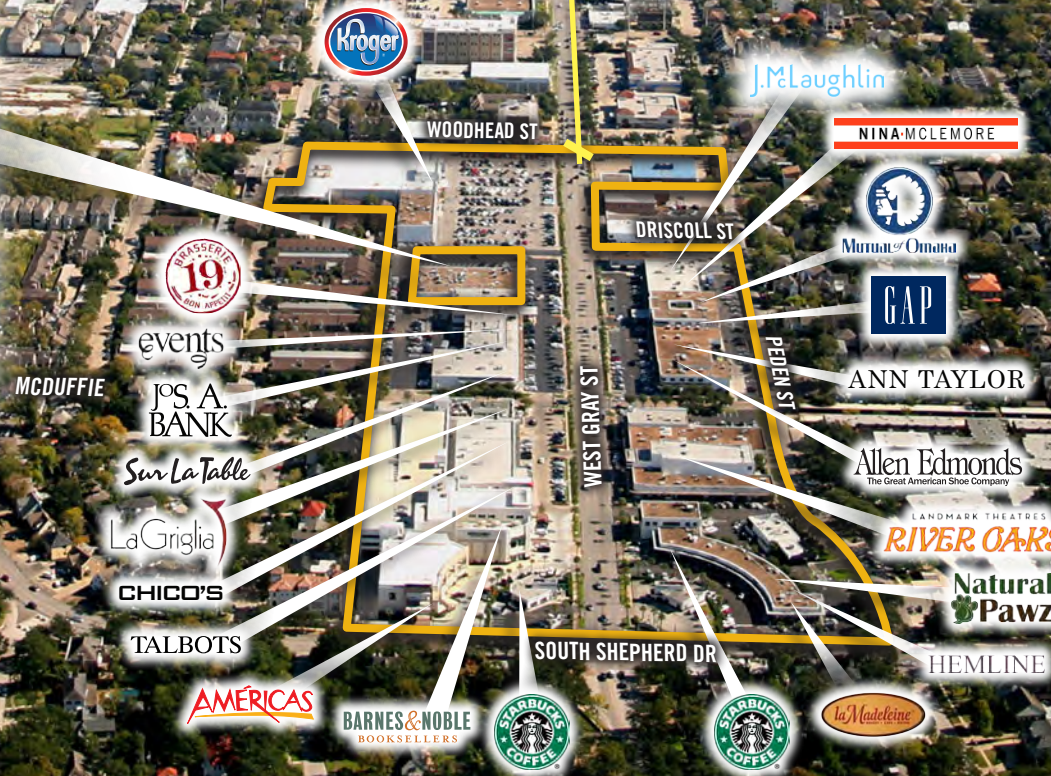 Kroger
J.McLaughlin
WOODHEAD ST
NINA·MCLEMORE
Mutual of Omaha
DRISCOLL ST
BRASSERIE
19
BON APPETIT
GAP
events
PEDEN ST
MCDUFFIE
WEST GRAY ST
ANN TAYLOR
JOS. A.
BANK
Sur La Table
Allen Edmonds
The Great American Shoe Company
LaGriglia
LANDMARK THEATRES
RIVER OAKS
CHICO'S
Natural
Pawz
TALBOTS
SOUTH SHEPHERD DR
HEMLINE
AMÉRICAS
BARNES&NOBLE
BOOKSELLERS
STARBUCKS
COFFEE
STARBUCKS
COFFEE
la Madeleine